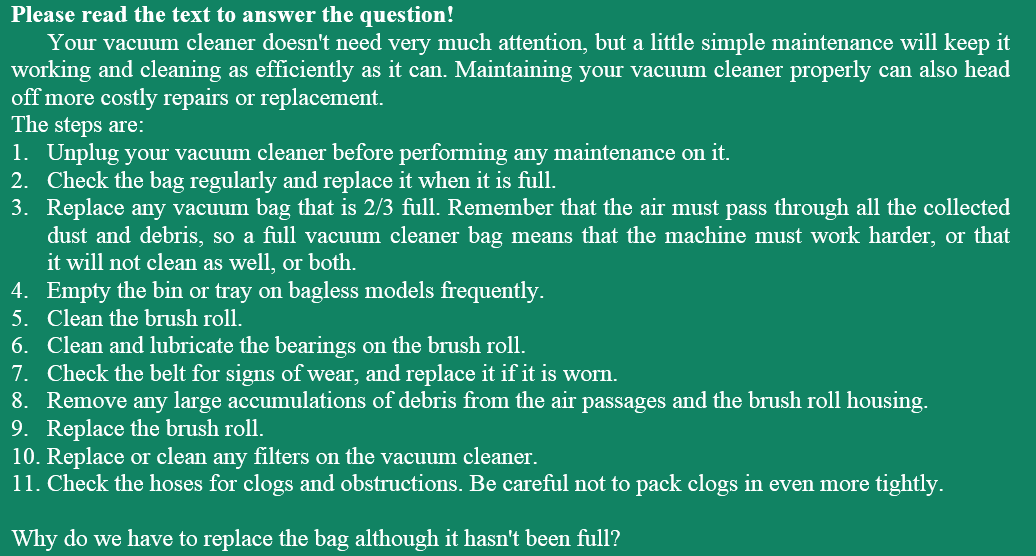 Please read the text to answer the question!
Your vacuum cleaner doesn't need very much attention, but a little simple maintenance will keep it
working and cleaning as efficiently as it can. Maintaining your vacuum cleaner properly can also head
off more costly repairs or replacement.
The steps are:
1. Unplug your vacuum cleaner before performing any maintenance on it.
2. Check the bag regularly and replace it when it is full.
3. Replace any vacuum bag that is 2/3 full. Remember that the air must pass through all the collected
dust and debris, so a full vacuum cleaner bag means that the machine must work harder, or that
it will not clean as well, or both.
4. Empty the bin or tray on bagless models frequently.
5. Clean the brush roll.
6. Clean and lubricate the bearings on the brush roll.
7. Check the belt for signs of wear, and replace it if it is worn.
8. Remove any large accumulations of debris from the air passages and the brush roll housing.
9. Replace the brush roll.
10. Replace or clean any filters on the vacuum cleaner.
11. Check the hoses for clogs and obstructions. Be careful not to pack clogs in even more tightly.
Why do we have to replace the bag although it hasn't been full?